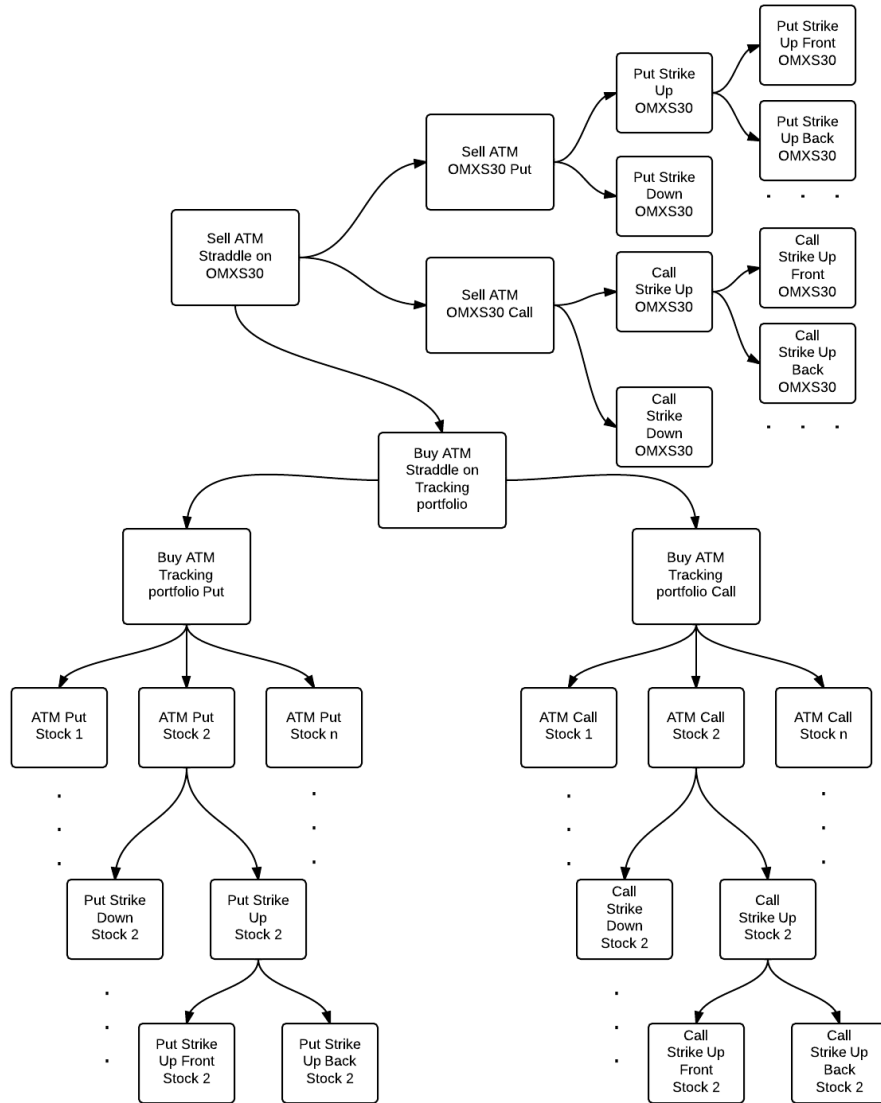 Put Strike
Up Front
OMXS30
Put Strike
Up
OMXS30
Put Strike
Up Back
OMXS30
Sell ATM
OMXS30 Put
Put Strike
Down
OMXS30
. . .
Sell ATM
Straddle on
OMXS30
Call
Strike Up
Front
OMXS30
Sell ATM
OMXS30 Call
Call
Strike Up
OMXS30
Call
Strike Up
Back
OMXS30
Call
Strike
Down
OMXS30
. . .
Buy ATM
Straddle on
Tracking
portfolio
Buy ATM
Tracking
portfolio Put
Buy ATM
Tracking
portfolio Call
ATM Put
Stock 1
ATM Put
Stock 2
ATM Put
Stock n
ATM Call
Stock 1
ATM Call
Stock 2
ATM Call
Stock n
Put Strike
Down
Stock 2
Put Strike
Up
Stock 2
Call
Strike
Down
Stock 2
Call
Strike Up
Stock 2
Put Strike
Up Front
Stock 2
Put Strike
Up Back
Stock 2
Call
Strike Up
Front
Stock 2
Call
Strike Up
Back
Stock 2